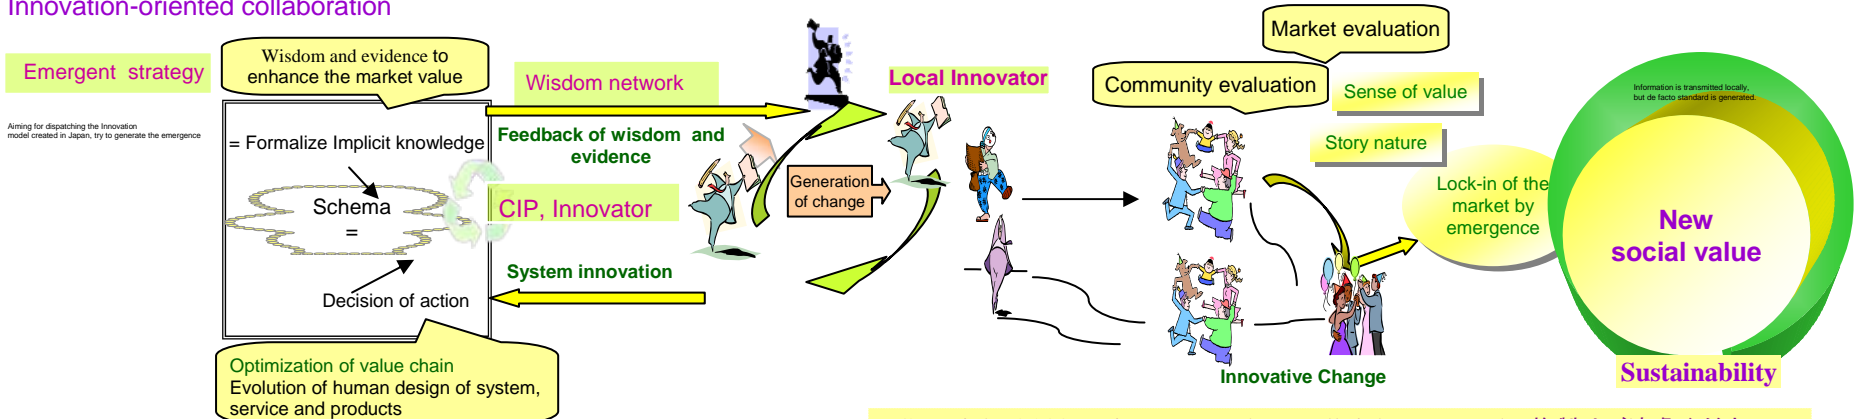 Innovation-oriented collaboration
Emergent strategy
Aiming for dispatching the Innovation
model created in Japan, try to generate the emergence
Wisdom and evidence to
enhance the market value
= Formalize Implicit knowledge
Schema
=
Decision of action
Optimization of value chain
Evolution of human design of system,
service and products
Wisdom network
Feedback of wisdom and
evidence
CIP, Innovator
System innovation
Generation
of change
Local Innovator
Market evaluation
Community evaluation
Sense of value
Story nature
Lock-in of the
market by
emergence
Innovative Change
Information is transmitted locally,
but de facto standard is generated.
New
social value
Sustainability